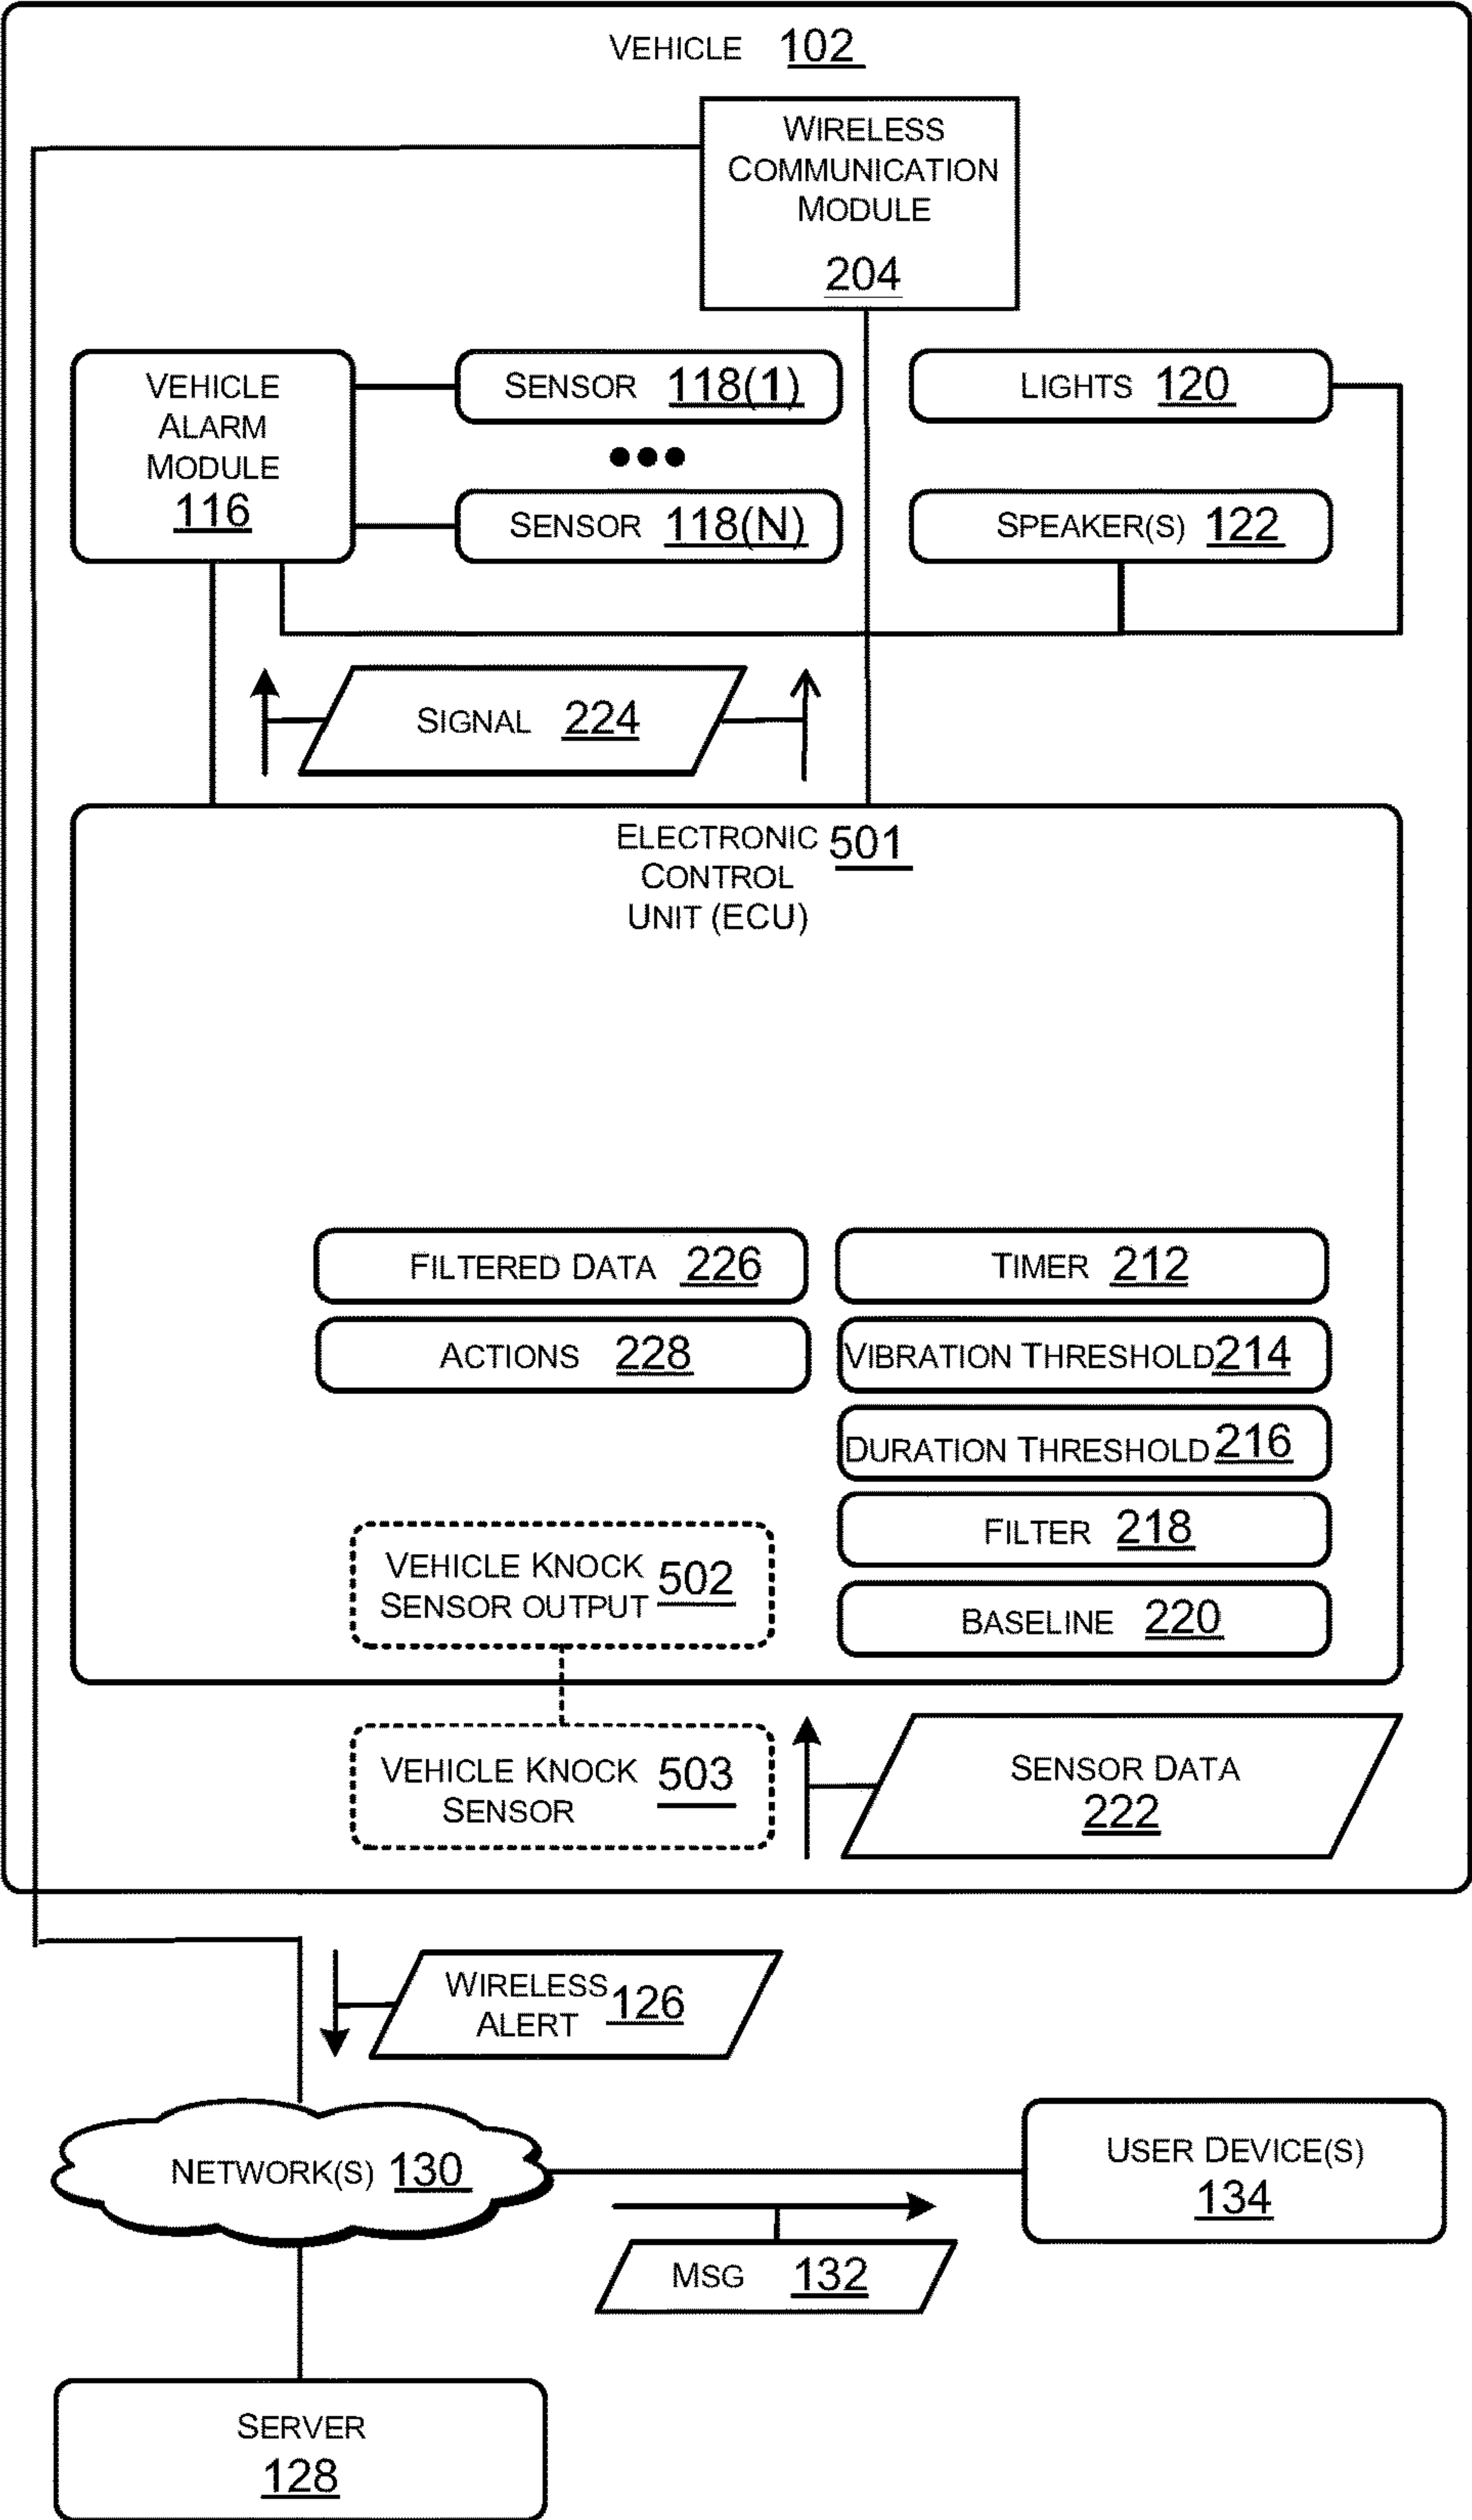 VEHICLE 102
WIRELESS
COMMUNICATION
MODULE
204
VEHICLE
ALARM
MODULE
116
SENSOR 118(1)
SENSOR 118(N)
LIGHTS 120
SPEAKER(S) 122
SIGNAL 224
ELECTRONIC 501
CONTROL
UNIT (ECU)
FILTERED DATA 226
TIMER 212
ACTIONS 228
VIBRATION THRESHOLD 214
DURATION THRESHOLD 216
FILTER 218
BASELINE 220
VEHICLE KNOCK
SENSOR OUTPUT 502
VEHICLE KNOCK 503
SENSOR
SENSOR DATA
222
WIRELESS
ALERT 126
NETWORK(S) 130
USER DEVICE(S)
134
MSG 132
SERVER
128